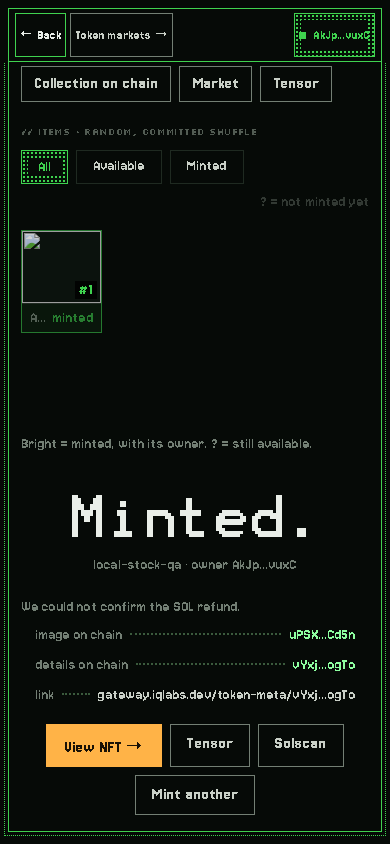 ← Back
Token markets →
AkJp...vuxC
Collection on chain
Market
Tensor
// ITEMS · RANDOM, COMMITTED SHUFFLE
All
Available
Minted
? = not minted yet
#1
A... minted
Bright = minted, with its owner. ? = still available.
Minted.
local-stock-qa · owner AkJp...vuxC
We could not confirm the SOL refund.
image on chain uPSX...Cd5n
details on chain vYxj...ogTo
link gateway.iqlabs.dev/token-meta/vYxj...ogTo
View NFT →
Tensor
Solscan
Mint another